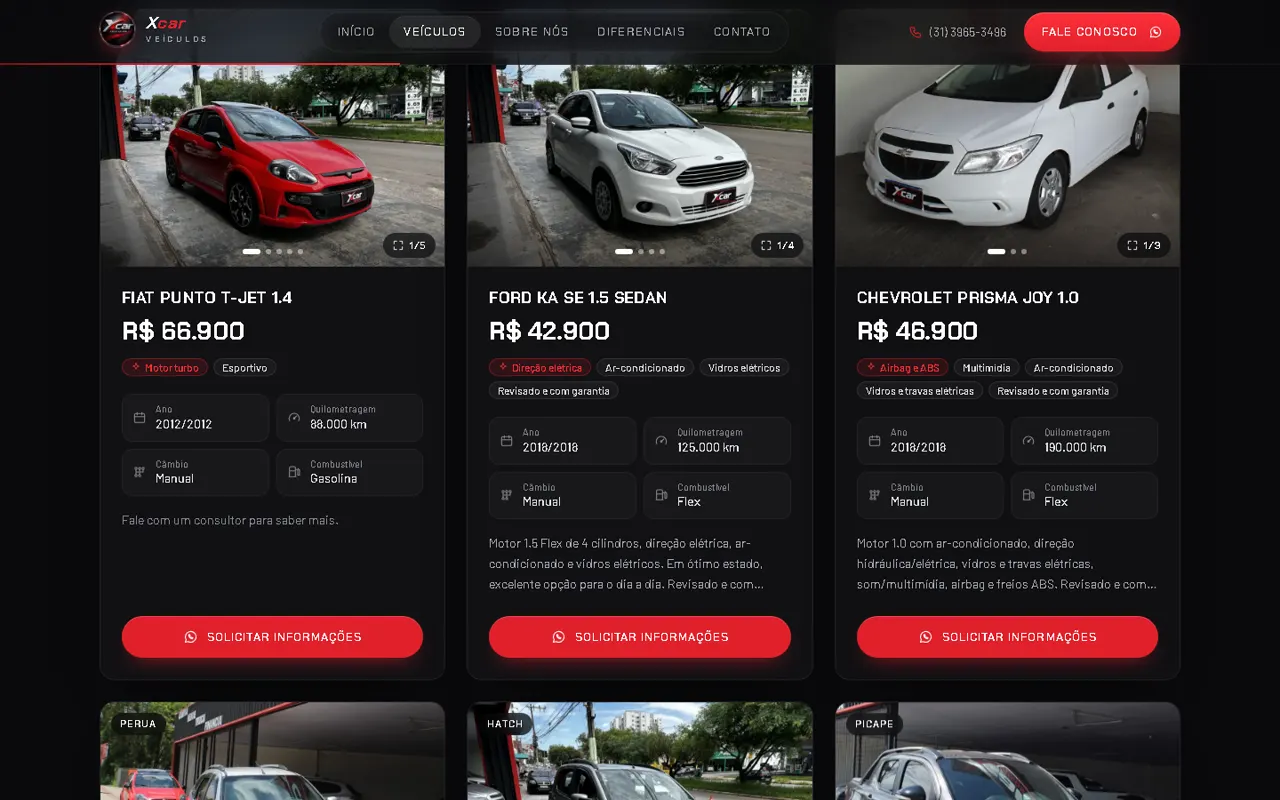 Xcar
VEÍCULOS
INÍCIO
VEÍCULOS
SOBRE NÓS
DIFERENCIAIS
CONTATO
(31) 3965-3496
FALE CONOSCO
Xcar
1/5
Xcar
1/4
Xcar
1/3
FIAT PUNTO T-JET 1.4
R$ 66.900
Motor turbo
Esportivo
Ano
2012/2012
Quilometragem
88.000 km
Câmbio
Manual
Combustível
Gasolina
Fale com um consultor para saber mais.
SOLICITAR INFORMAÇÕES
FORD KA SE 1.5 SEDAN
R$ 42.900
Direção elétrica
Ar-condicionado
Vidros elétricos
Revisado e com garantia
Ano
2018/2018
Quilometragem
125.000 km
Câmbio
Manual
Combustível
Flex
Motor 1.5 Flex de 4 cilindros, direção elétrica, ar-
condicionado e vidros elétricos. Em ótimo estado,
excelente opção para o dia a dia. Revisado e com...
SOLICITAR INFORMAÇÕES
CHEVROLET PRISMA JOY 1.0
R$ 46.900
Airbag e ABS
Multimídia
Ar-condicionado
Vidros e travas elétricas
Revisado e com garantia
Ano
2018/2018
Quilometragem
190.000 km
Câmbio
Manual
Combustível
Flex
Motor 1.0 com ar-condicionado, direção
hidráulica/elétrica, vidros e travas elétricas,
som/multimídia, airbag e freios ABS. Revisado e com...
SOLICITAR INFORMAÇÕES
PERUA
HATCH
PICAPE